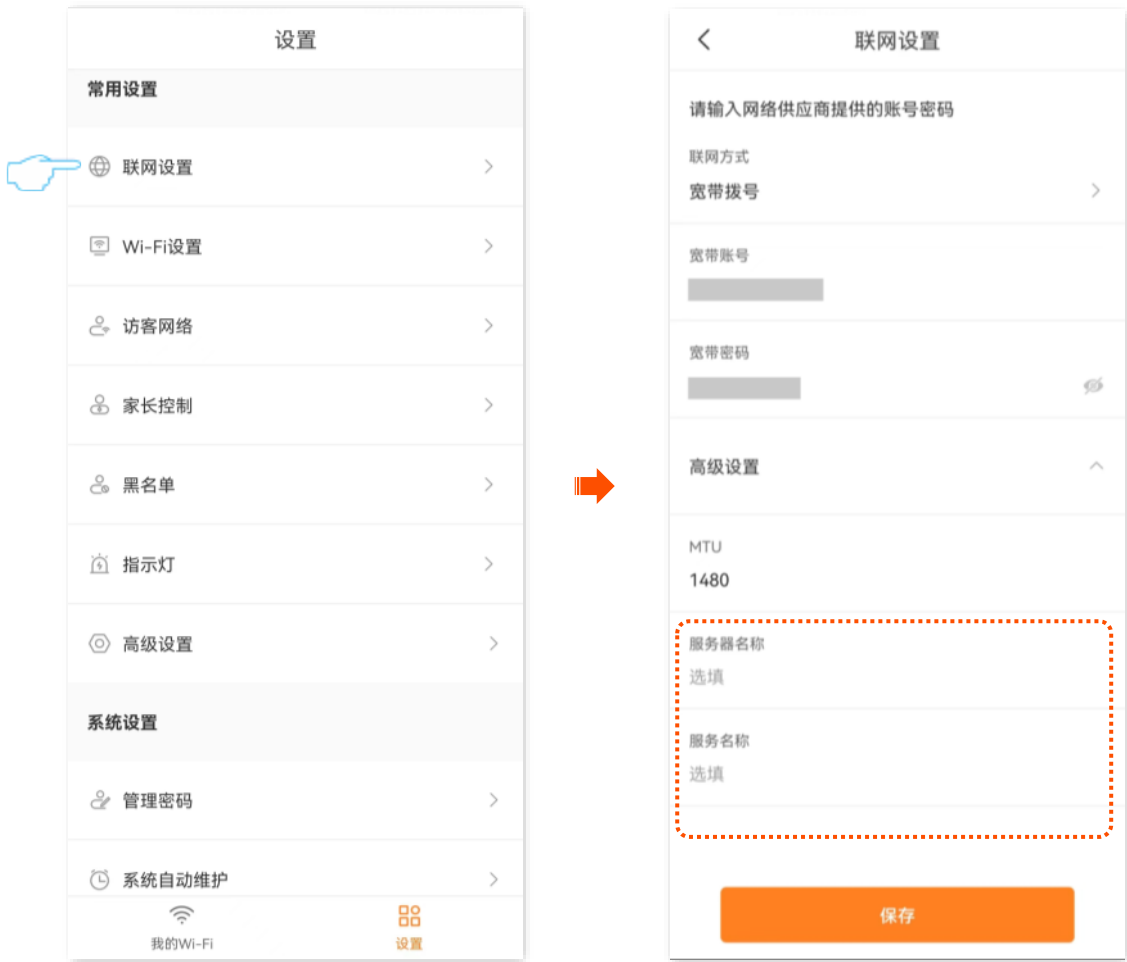 设置
常用设置
联网设置
Wi-Fi设置
访客网络
家长控制
黑名单
指示灯
高级设置
系统设置
管理密码
系统自动维护
我的Wi-Fi
设置
联网设置
请输入网络供应商提供的账号密码
联网方式
宽带拨号
宽带账号
宽带密码
高级设置
MTU
1480
服务器名称
选填
服务名称
选填
保存